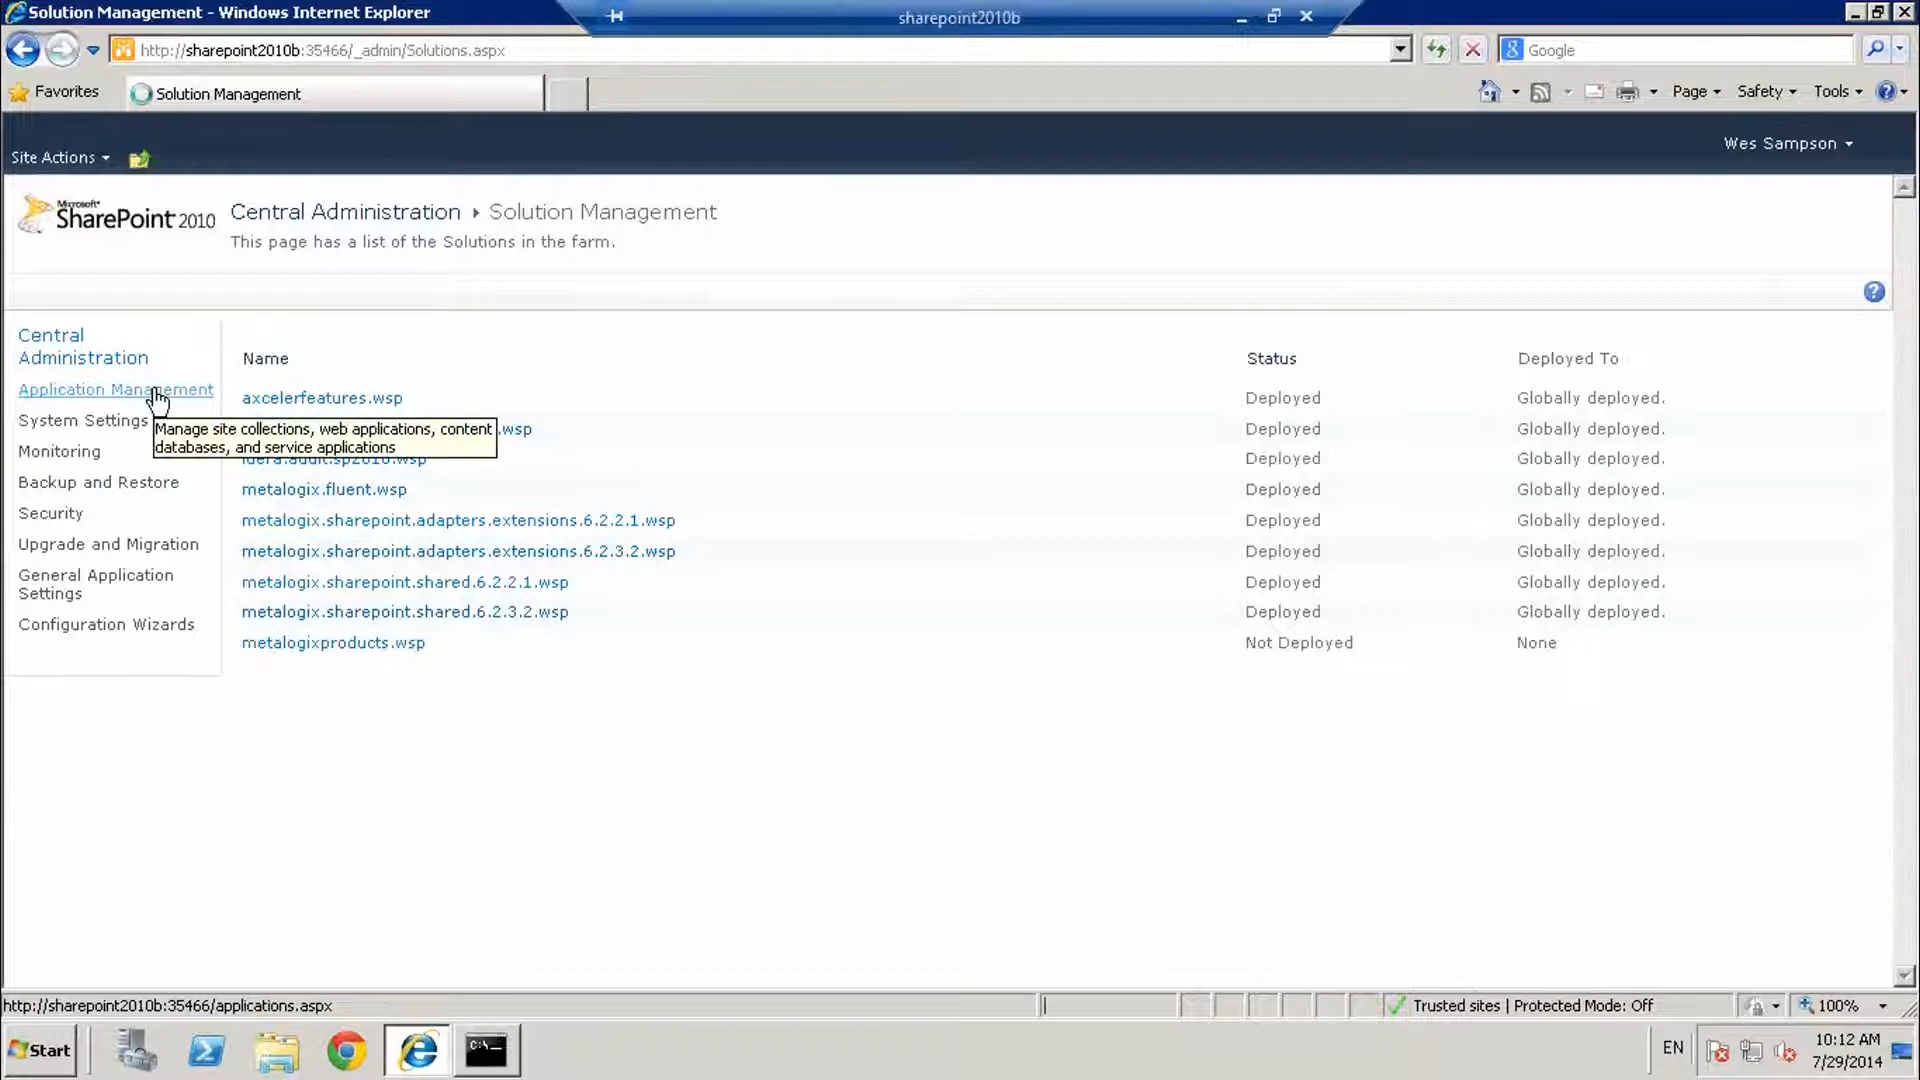 Solution Management - Windows Internet Explorer
sharepoint2010b
http://sharepoint2010b:35466/_admin/Solutions.aspx
Google
Favorites
Solution Management
Page
Safety
Tools
Site Actions
Wes Sampson
Microsoft
SharePoint 2010
Central Administration
Solution Management
This page has a list of the Solutions in the farm.
Central
Administration
Application Management
System Settings
Monitoring
Backup and Restore
Security
Upgrade and Migration
General Application
Settings
Configuration Wizards
Manage site collections, web applications, content
databases, and service applications
Name Status Deployed To
axcelerfeatures.wsp Deployed Globally deployed.
.wsp Deployed Globally deployed.
idera.audit.sp2010.wsp Deployed Globally deployed.
metalogix.fluent.wsp Deployed Globally deployed.
metalogix.sharepoint.adapters.extensions.6.2.2.1.wsp Deployed Globally deployed.
metalogix.sharepoint.adapters.extensions.6.2.3.2.wsp Deployed Globally deployed.
metalogix.sharepoint.shared.6.2.2.1.wsp Deployed Globally deployed.
metalogix.sharepoint.shared.6.2.3.2.wsp Deployed Globally deployed.
metalogixproducts.wsp Not Deployed None
http://sharepoint2010b:35466/applications.aspx
Trusted sites | Protected Mode: Off
100%
Start
C:\
EN
10:12 AM
7/29/2014